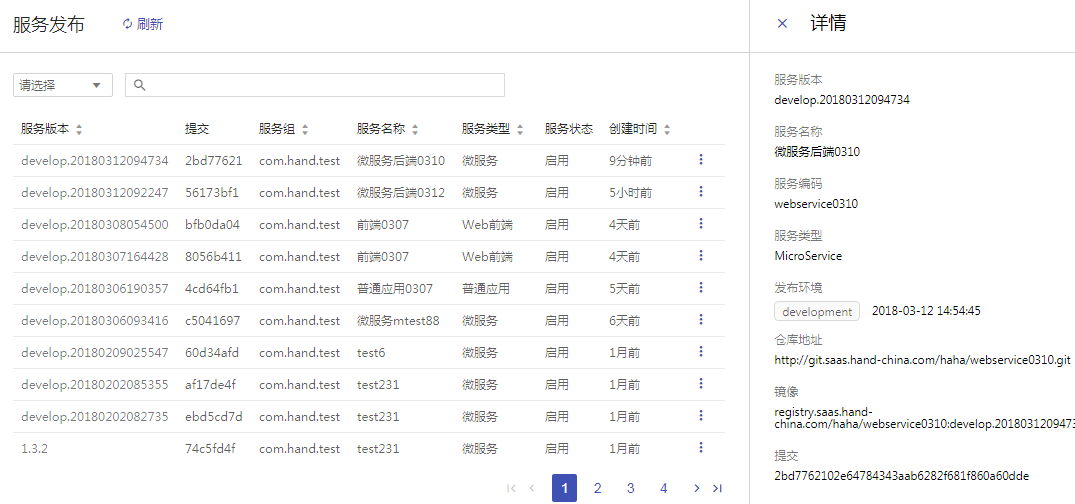 服务发布 刷新
请选择
服务版本 提交 服务组 服务名称 服务类型 服务状态 创建时间
develop.20180312094734 2bd77621 com.hand.test 微服务后端0310 微服务 启用 9分钟前
develop.20180312092247 56173bf1 com.hand.test 微服务后端0312 微服务 启用 5小时前
develop.20180308054500 bfb0da04 com.hand.test 前端0307 Web前端 启用 4天前
develop.20180307164428 8056b411 com.hand.test 前端0307 Web前端 启用 4天前
develop.20180306190357 4cd64fb1 com.hand.test 普通应用0307 普通应用 启用 5天前
develop.20180306093416 c5041697 com.hand.test 微服务mtest88 微服务 启用 6天前
develop.20180209025547 60d34afd com.hand.test test6 微服务 启用 1月前
develop.20180202085355 af17de4f com.hand.test test231 微服务 启用 1月前
develop.20180202082735 ebd5cd7d com.hand.test test231 微服务 启用 1月前
1.3.2 74c5fd4f com.hand.test test231 微服务 启用 1月前
1 2 3 4
详情
服务版本
develop.20180312094734
服务名称
微服务后端0310
服务编码
webservice0310
服务类型
MicroService
发布环境
development 2018-03-12 14:54:45
仓库地址
http://git.saas.hand-china.com/haha/webservice0310.git
镜像
registry.saas.hand-
china.com/haha/webservice0310:develop.2018031209473
提交
2bd7762102e64784343aab6282f681f860a60dde